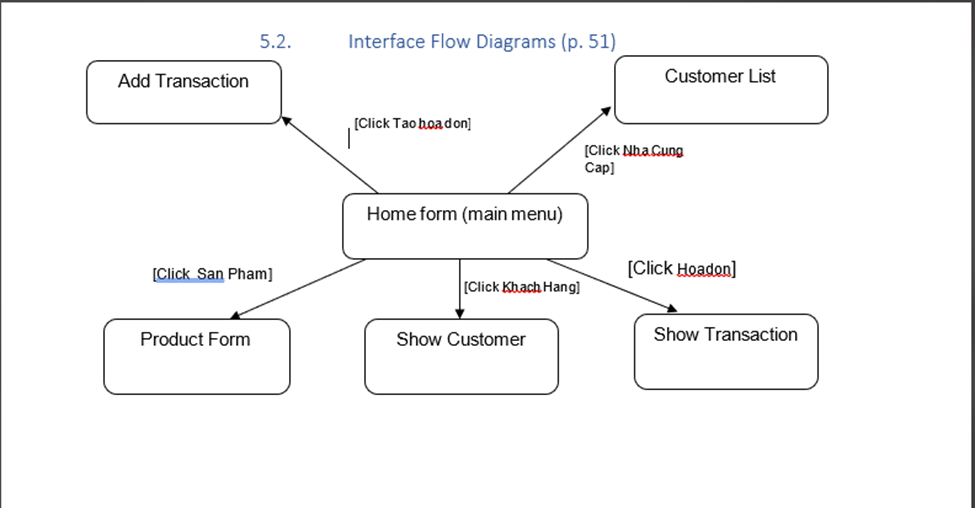 5.2. Interface Flow Diagrams (p. 51)
Add Transaction
Customer List
[Click Tao hoa don]
[Click Nha Cung
Cap]
Home form (main menu)
[Click San Pham]
[Click Khach Hang]
[Click Hoadon]
Product Form
Show Customer
Show Transaction